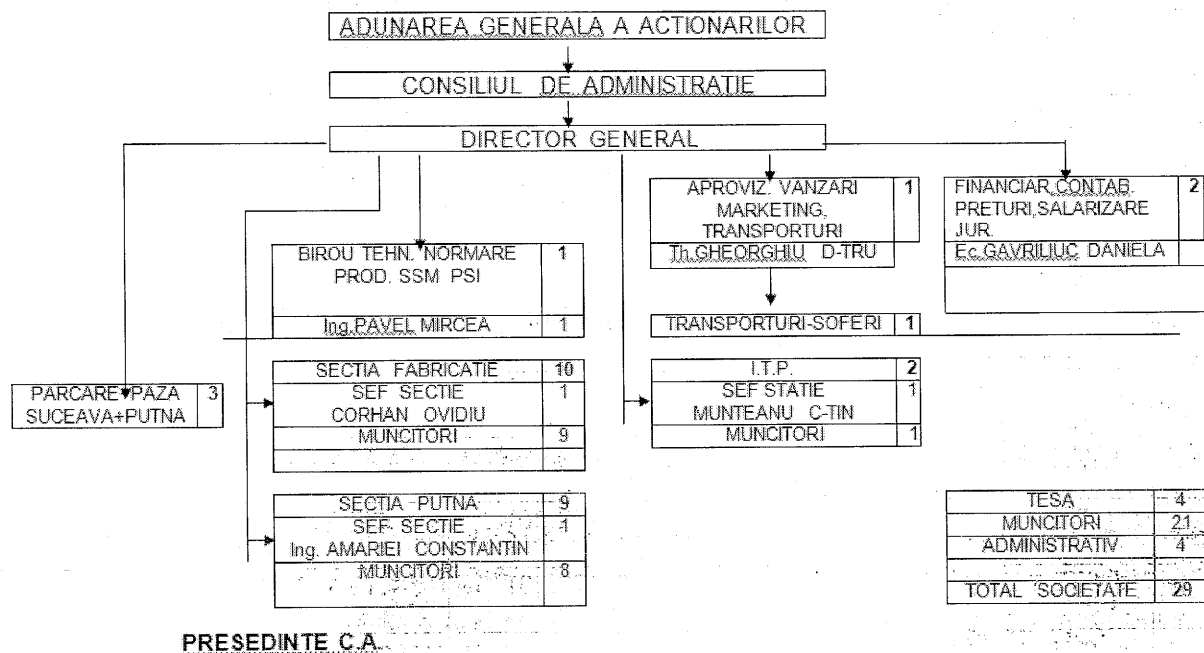 ADUNAREA GENERALA A ACTIONARILOR
CONSILIUL DE ADMINISTRATIE
DIRECTOR GENERAL
APROVIZ. VANZARI 1
MARKETING,
TRANSPORTURI
Th.GHEORGHIU D-TRU
FINANCIAR,CONTAB. 2
PRETURI,SALARIZARE
JUR.
Ec.GAVRILIUC DANIELA
BIROU TEHN. NORMARE 1
PROD. SSM PSI
Ing.PAVEL MIRCEA 1
TRANSPORTURI-SOFERI 1
PARCARE PAZA 3
SUCEAVA+PUTNA
SECTIA FABRICATIE 10
SEF SECTIE 1
CORHAN OVIDIU
MUNCITORI 9
I.T.P. 2
SEF STATIE 1
MUNTEANU C-TIN
MUNCITORI 1
SECTIA PUTNA 9
SEF SECTIE 1
Ing. AMARIEI CONSTANTIN
MUNCITORI 8
TESA 4
MUNCITORI 21
ADMINISTRATIV 4
TOTAL SOCIETATE 29
PRESEDINTE C.A.